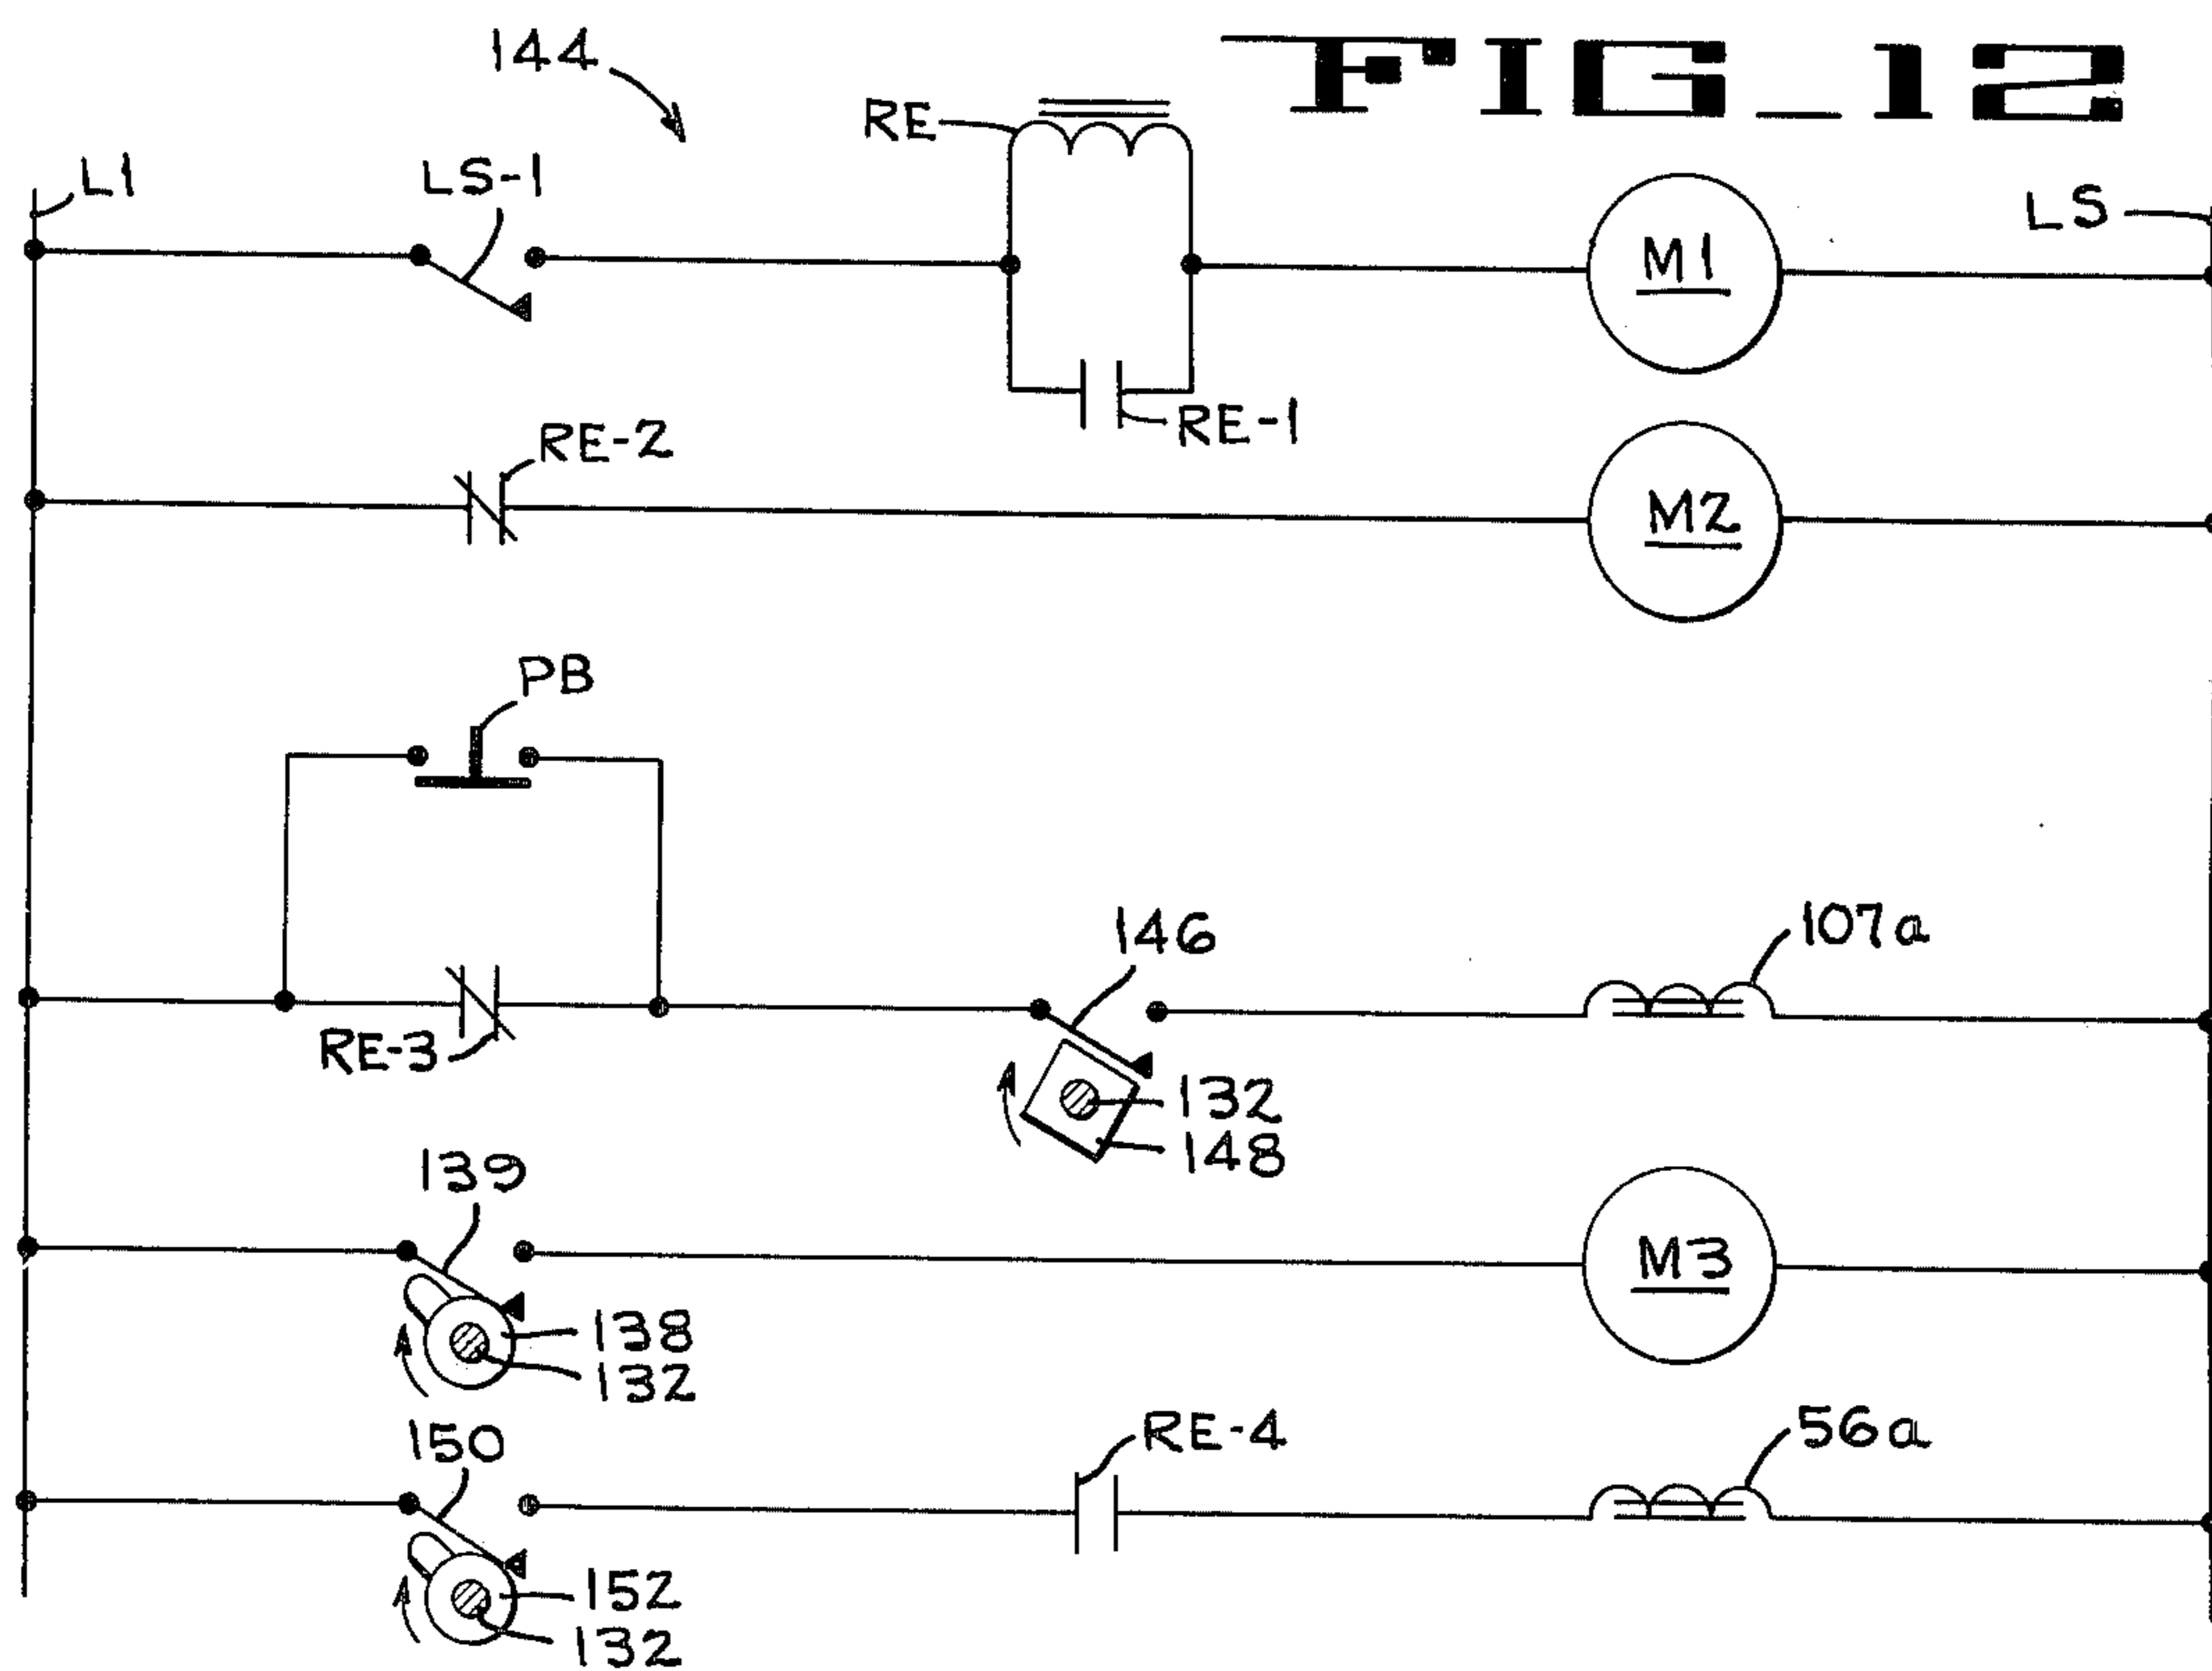 144
FIG_12
RE
L1
LS-1
LS
M1
RE-1
RE-2
M2
PB
146
107a
RE-3
132
148
139
M3
138
132
RE-4
56a
150
152
132